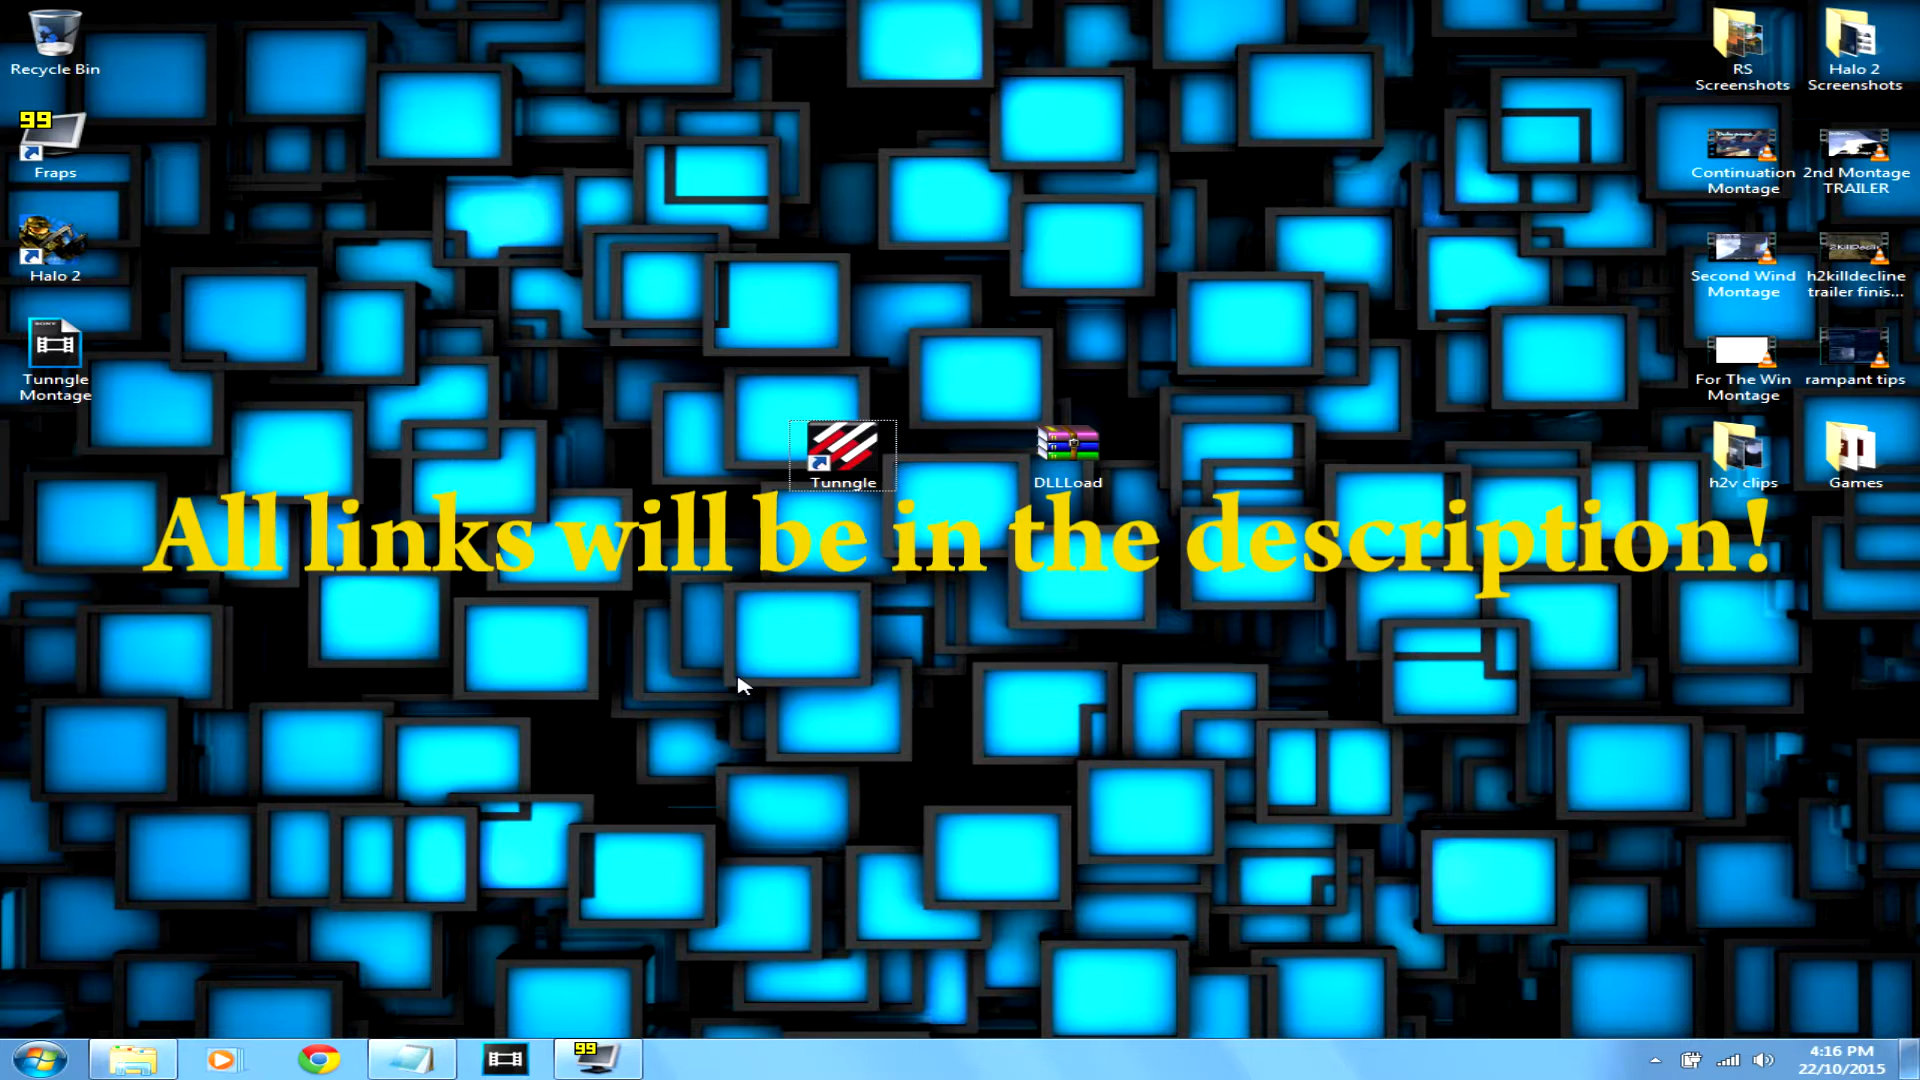 Recycle Bin
99
Fraps
Halo 2
SONY
Tunngle
Montage
RS
Screenshots
Halo 2
Screenshots
Continuation
Montage
2nd Montage
TRAILER
Second Wind
Montage
h2killdecline
trailer finis...
For The Win
Montage
rampant tips
h2v clips
Games
Tunngle
DLLLoad
All links will be in the description!
99
4:16 PM
22/10/2015